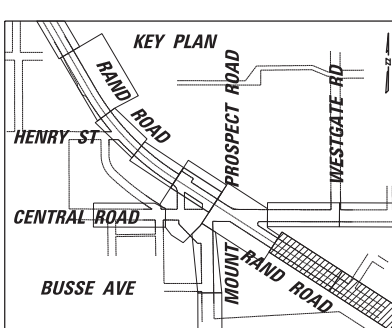 KEY PLAN
RAND ROAD
MOUNT PROSPECT ROAD
WESTGATE RD
HENRY ST
CENTRAL ROAD
RAND ROAD
BUSSE AVE